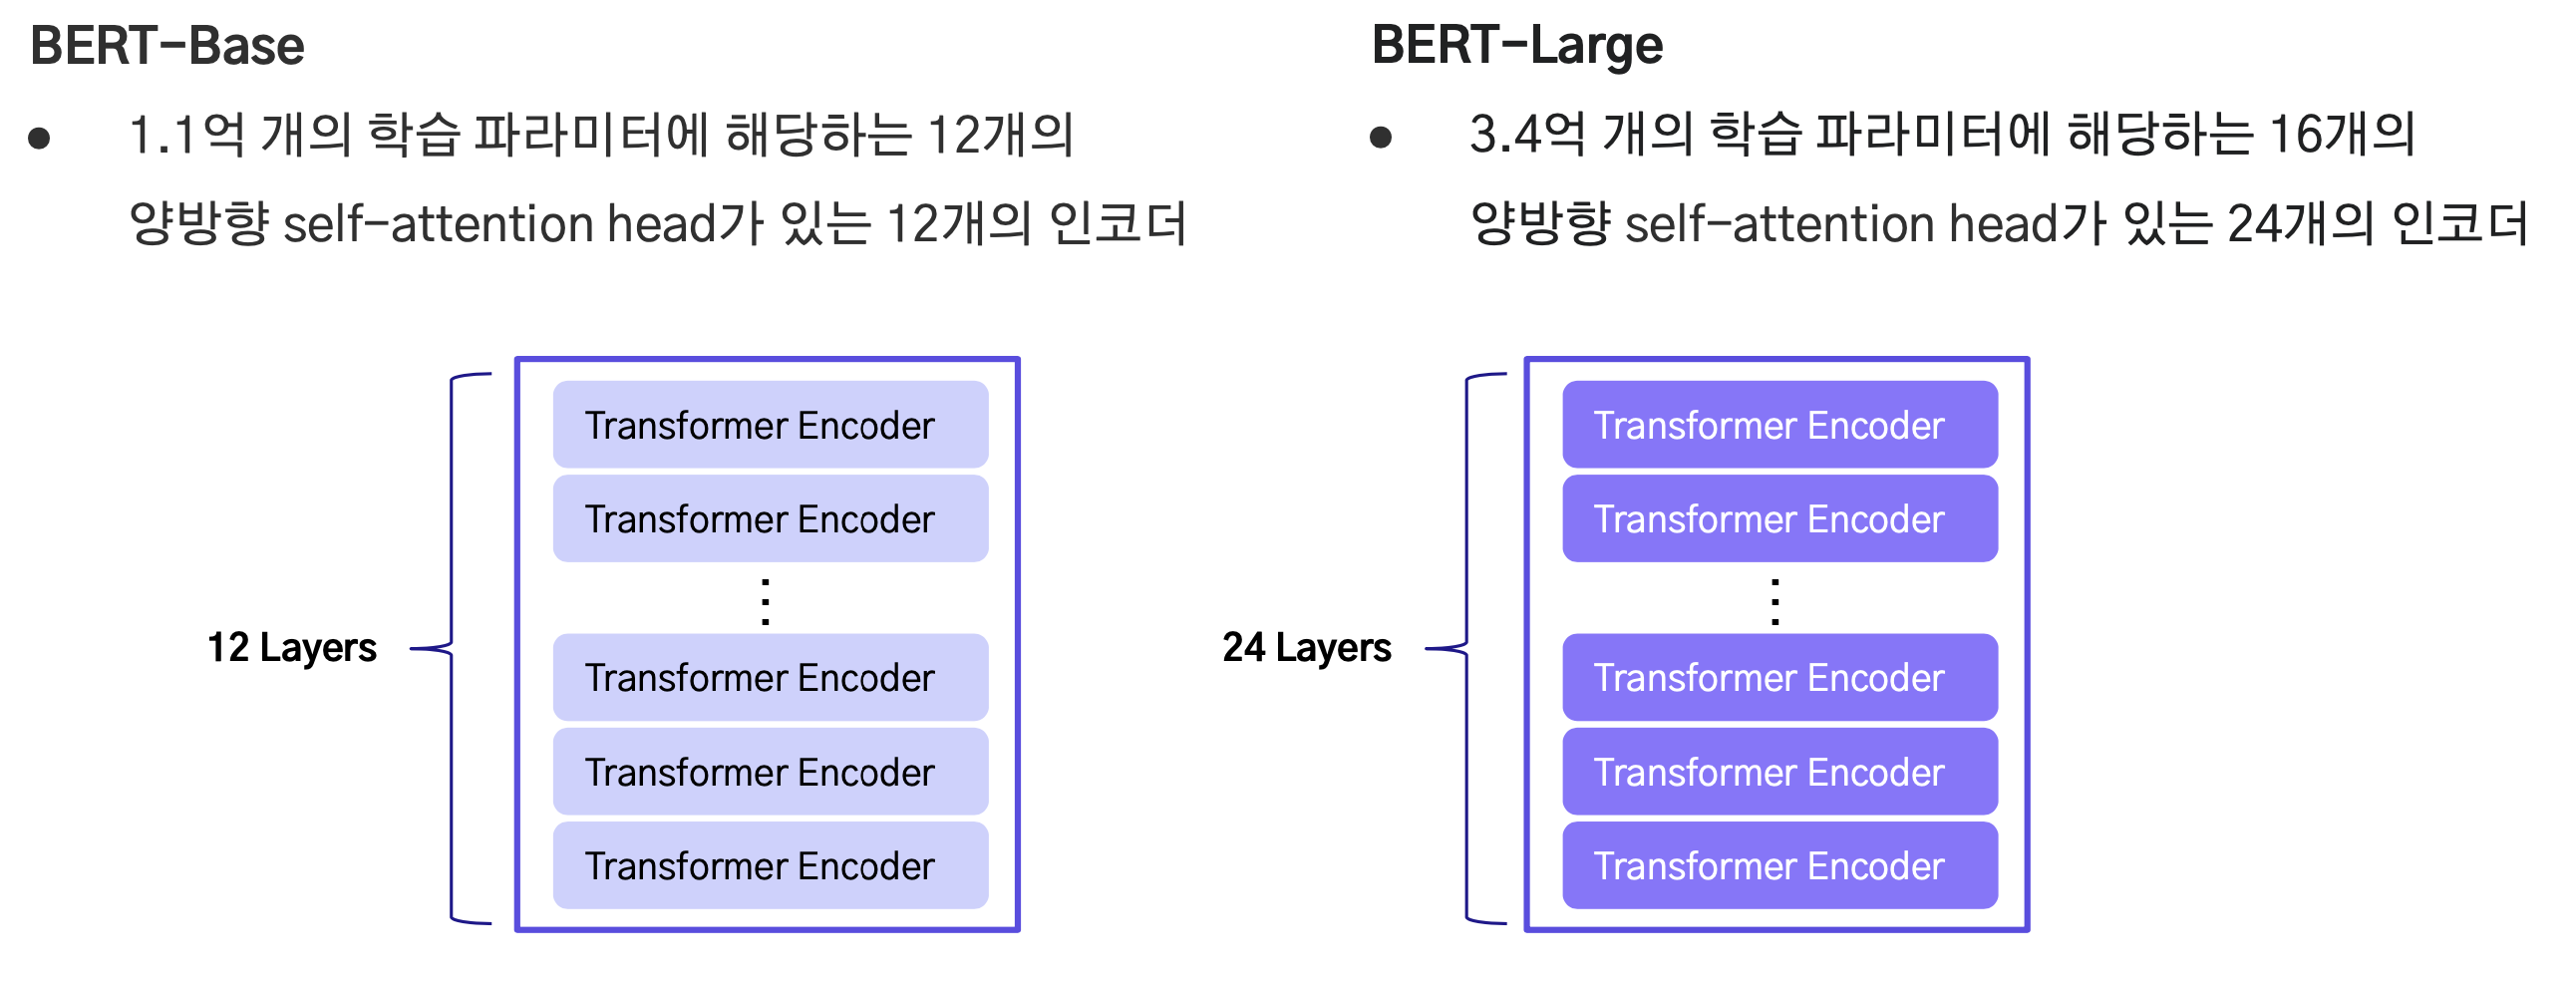 BERT-Base
● 1.1억 개의 학습 파라미터에 해당하는 12개의
양방향 self-attention head가 있는 12개의 인코더
12 Layers
Transformer Encoder
Transformer Encoder
⋮
Transformer Encoder
Transformer Encoder
Transformer Encoder
BERT-Large
● 3.4억 개의 학습 파라미터에 해당하는 16개의
양방향 self-attention head가 있는 24개의 인코더
24 Layers
Transformer Encoder
Transformer Encoder
⋮
Transformer Encoder
Transformer Encoder
Transformer Encoder